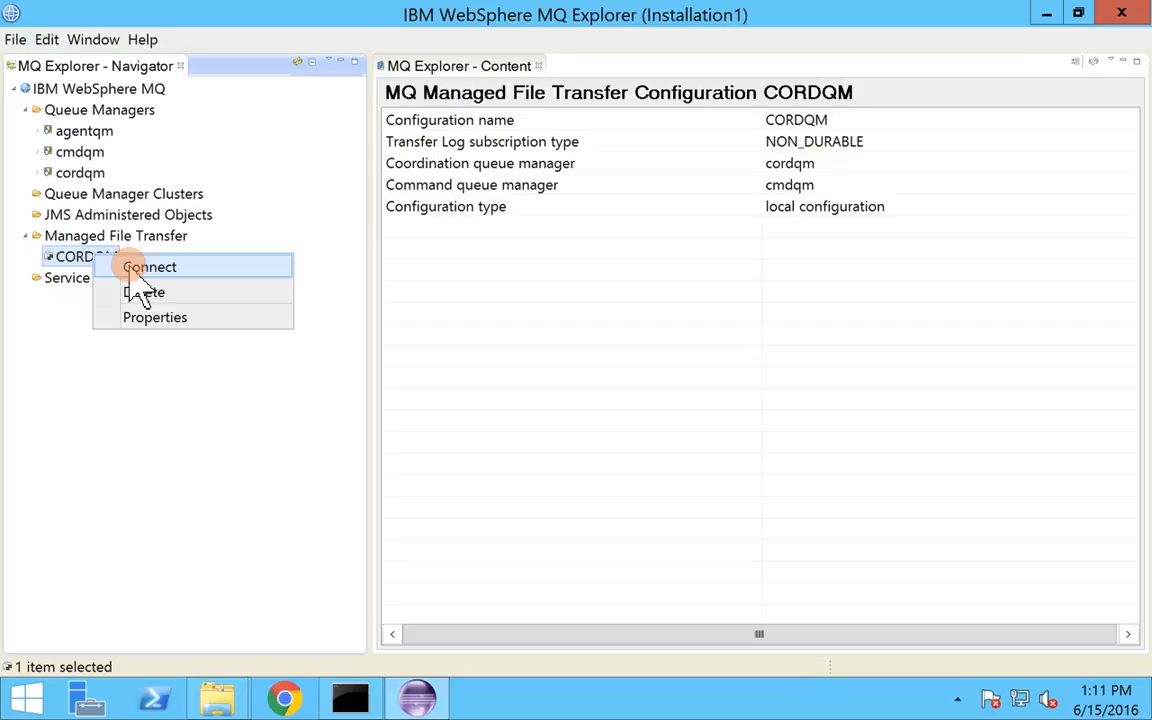 IBM WebSphere MQ Explorer (Installation1)
File Edit Window Help
MQ Explorer - Navigator
IBM WebSphere MQ
Queue Managers
agentqm
cmdqm
cordqm
Queue Manager Clusters
JMS Administered Objects
Managed File Transfer
Service
Connect
Properties
MQ Explorer - Content
MQ Managed File Transfer Configuration CORDQM
Configuration name CORDQM
Transfer Log subscription type NON_DURABLE
Coordination queue manager cordqm
Command queue manager cmdqm
Configuration type local configuration
1 item selected
1:11 PM
6/15/2016